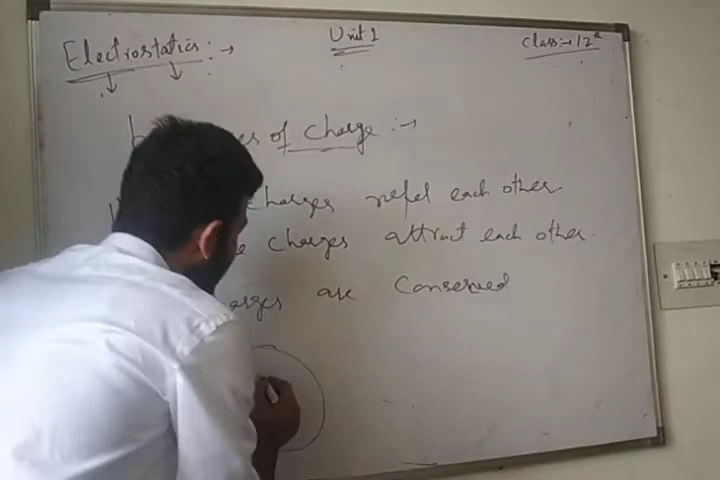 Electrostatics :→
Unit 1
Class:→12th
of charge :→
charges repel each other
charges attract each other.
are conserved